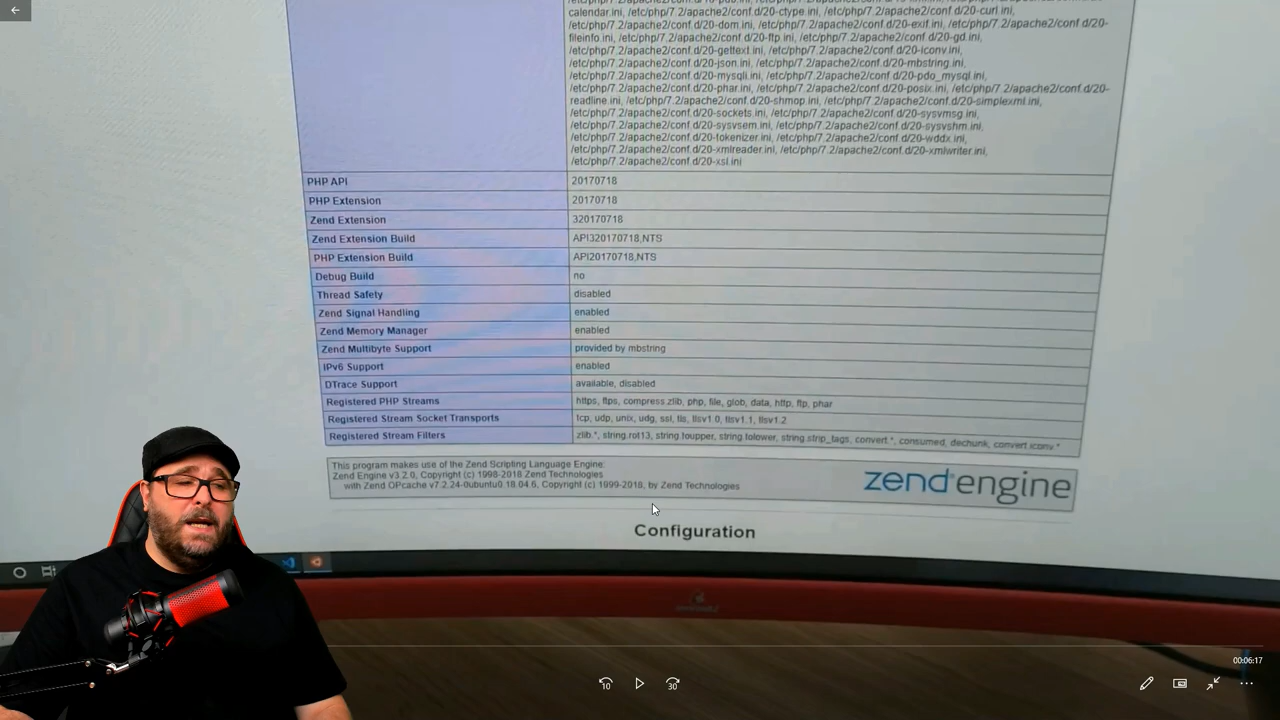 calendar.ini, /etc/php/7.2/apache2/conf.d/20-ctype.ini, /etc/php/7.2/apache2/conf.d/20-curl.ini,
/etc/php/7.2/apache2/conf.d/20-dom.ini, /etc/php/7.2/apache2/conf.d/20-exif.ini, /etc/php/7.2/apache2/conf.d/20-
fileinfo.ini, /etc/php/7.2/apache2/conf.d/20-ftp.ini, /etc/php/7.2/apache2/conf.d/20-gd.ini,
/etc/php/7.2/apache2/conf.d/20-gettext.ini, /etc/php/7.2/apache2/conf.d/20-iconv.ini,
/etc/php/7.2/apache2/conf.d/20-json.ini, /etc/php/7.2/apache2/conf.d/20-mbstring.ini,
/etc/php/7.2/apache2/conf.d/20-mysqli.ini, /etc/php/7.2/apache2/conf.d/20-pdo_mysql.ini,
/etc/php/7.2/apache2/conf.d/20-phar.ini, /etc/php/7.2/apache2/conf.d/20-posix.ini, /etc/php/7.2/apache2/conf.d/20-
readline.ini, /etc/php/7.2/apache2/conf.d/20-shmop.ini, /etc/php/7.2/apache2/conf.d/20-simplexml.ini,
/etc/php/7.2/apache2/conf.d/20-sockets.ini, /etc/php/7.2/apache2/conf.d/20-sysvmsg.ini,
/etc/php/7.2/apache2/conf.d/20-sysvsem.ini, /etc/php/7.2/apache2/conf.d/20-sysvshm.ini,
/etc/php/7.2/apache2/conf.d/20-tokenizer.ini, /etc/php/7.2/apache2/conf.d/20-wddx.ini,
/etc/php/7.2/apache2/conf.d/20-xmlreader.ini, /etc/php/7.2/apache2/conf.d/20-xmlwriter.ini,
/etc/php/7.2/apache2/conf.d/20-xsl.ini
PHP API 20170718
PHP Extension 20170718
Zend Extension 320170718
Zend Extension Build API320170718,NTS
PHP Extension Build API20170718,NTS
Debug Build no
Thread Safety disabled
Zend Signal Handling enabled
Zend Memory Manager enabled
Zend Multibyte Support provided by mbstring
IPv6 Support enabled
DTrace Support available, disabled
Registered PHP Streams https, ftps, compress.zlib, php, file, glob, data, http, ftp, phar
Registered Stream Socket Transports tcp, udp, unix, udg, ssl, tls, tlsv1.0, tlsv1.1, tlsv1.2
Registered Stream Filters zlib.*, string.rot13, string.toupper, string.tolower, string.strip_tags, convert.*, consumed, dechunk, convert.iconv.*
This program makes use of the Zend Scripting Language Engine:
Zend Engine v3.2.0, Copyright (c) 1998-2018 Zend Technologies
with Zend OPcache v7.2.24-0ubuntu0.18.04.6, Copyright (c) 1999-2018, by Zend Technologies
zend engine
Configuration
00:06:17
10
30